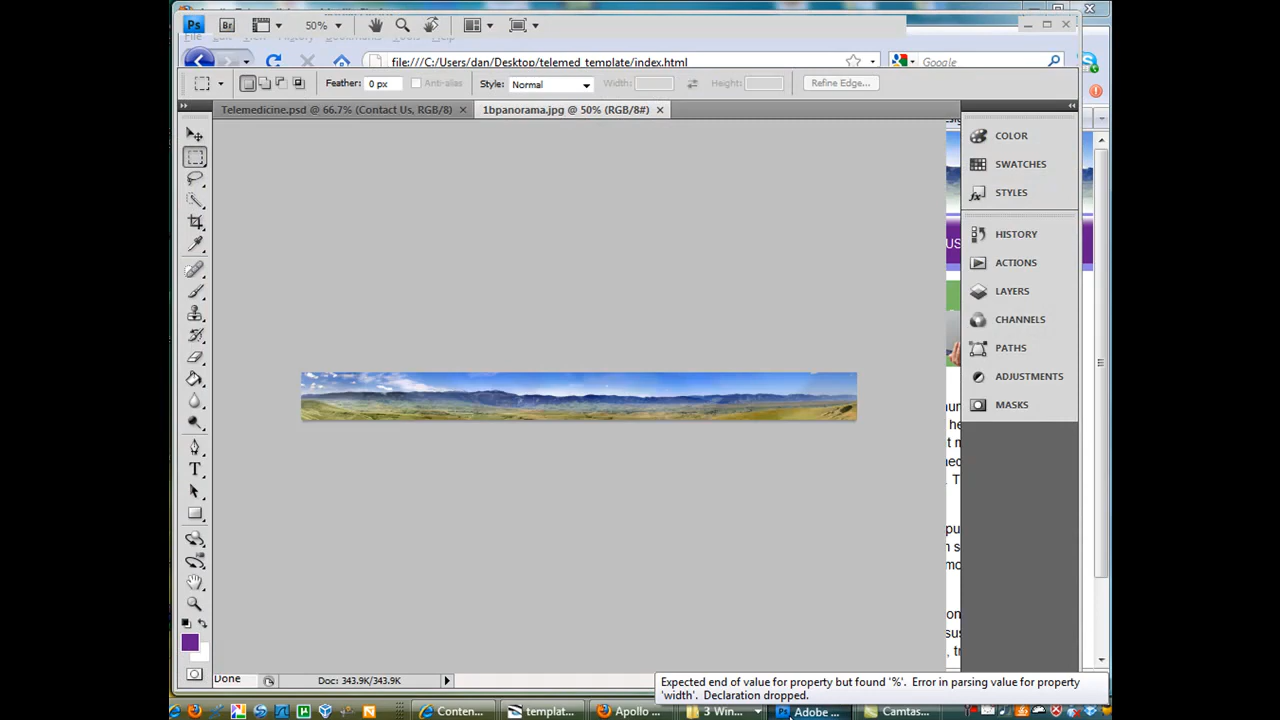 Ps Br 50%
file:///C:/Users/dan/Desktop/telemed_template/index.html Google
Feather: 0 px Anti-alias Style: Normal Width: Height: Refine Edge...
Telemedicine.psd @ 66.7% (Contact Us, RGB/8) × 1bpanorama.jpg @ 50% (RGB/8#) ×
COLOR
SWATCHES
STYLES
US
HISTORY
ACTIONS
LAYERS
CHANNELS
PATHS
ADJUSTMENTS
MASKS
T
Done Doc: 343.9K/343.9K
Expected end of value for property but found '%'. Error in parsing value for property
'width'. Declaration dropped.
Conten... templat... Apollo ... 3 Win... Adobe ... Camtas...